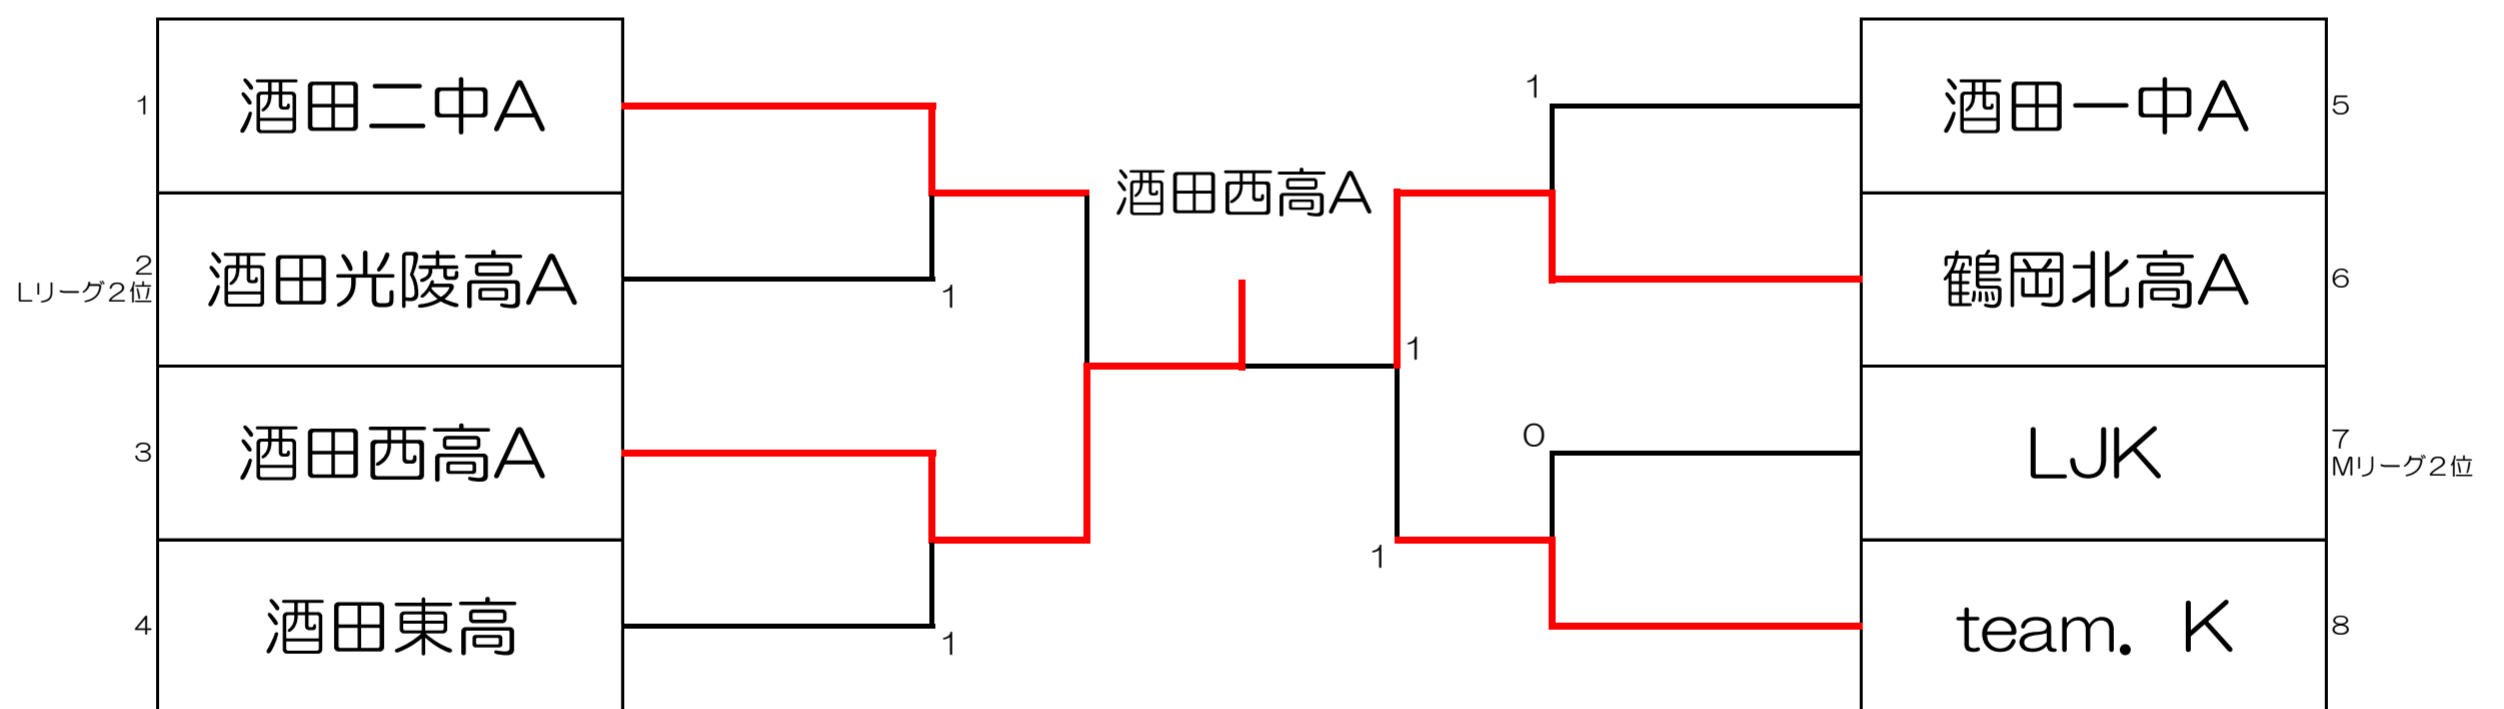 1
酒田二中A
2
Lリーグ2位
酒田光陵高A
1
3
酒田西高A
4
酒田東高
1
酒田西高A
1
酒田一中A
5
鶴岡北高A
6
1
0
LJK
7
Mリーグ2位
1
team. K
8